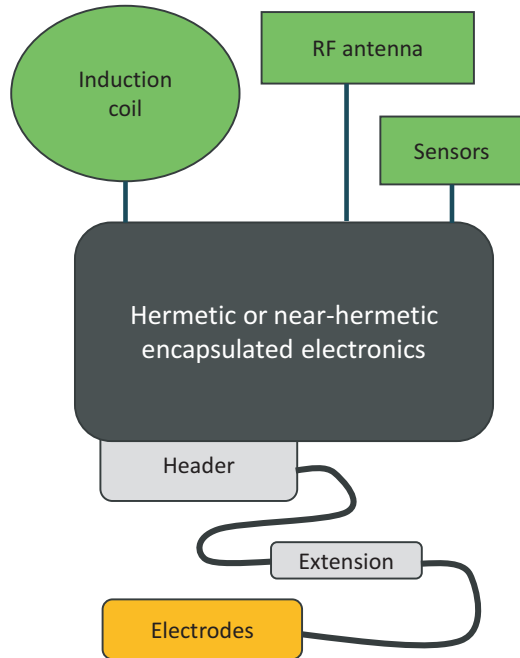 Induction
coil
RF antenna
Sensors
Hermetic or near-hermetic
encapsulated electronics
Header
Extension
Electrodes